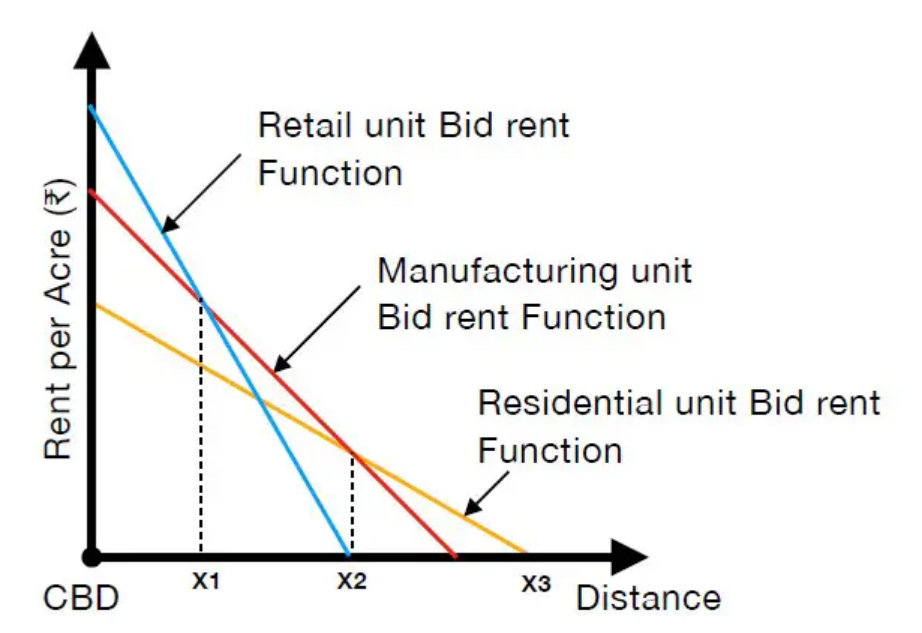 Retail unit Bid rent
Function
Manufacturing unit
Bid rent Function
Residential unit Bid rent
Function
Rent per Acre (₹)
X1
X2
X3
CBD
Distance